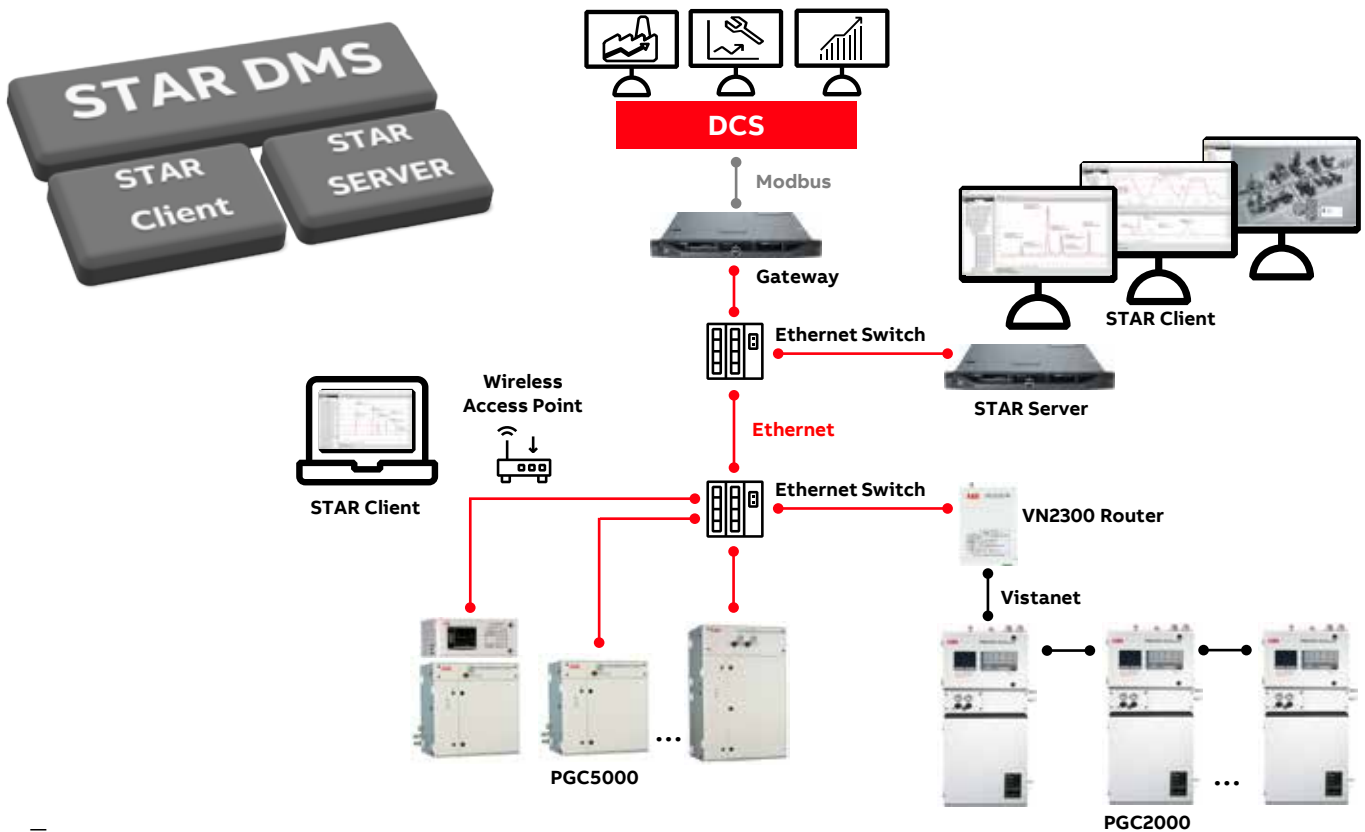 STAR DMS
STAR
Client
STAR
SERVER
DCS
Modbus
Gateway
Ethernet Switch
STAR Client
STAR Server
Wireless
Access Point
STAR Client
Ethernet
Ethernet Switch
VN2300 Router
Vistanet
ABB
PGC5000
...
PGC2000
...